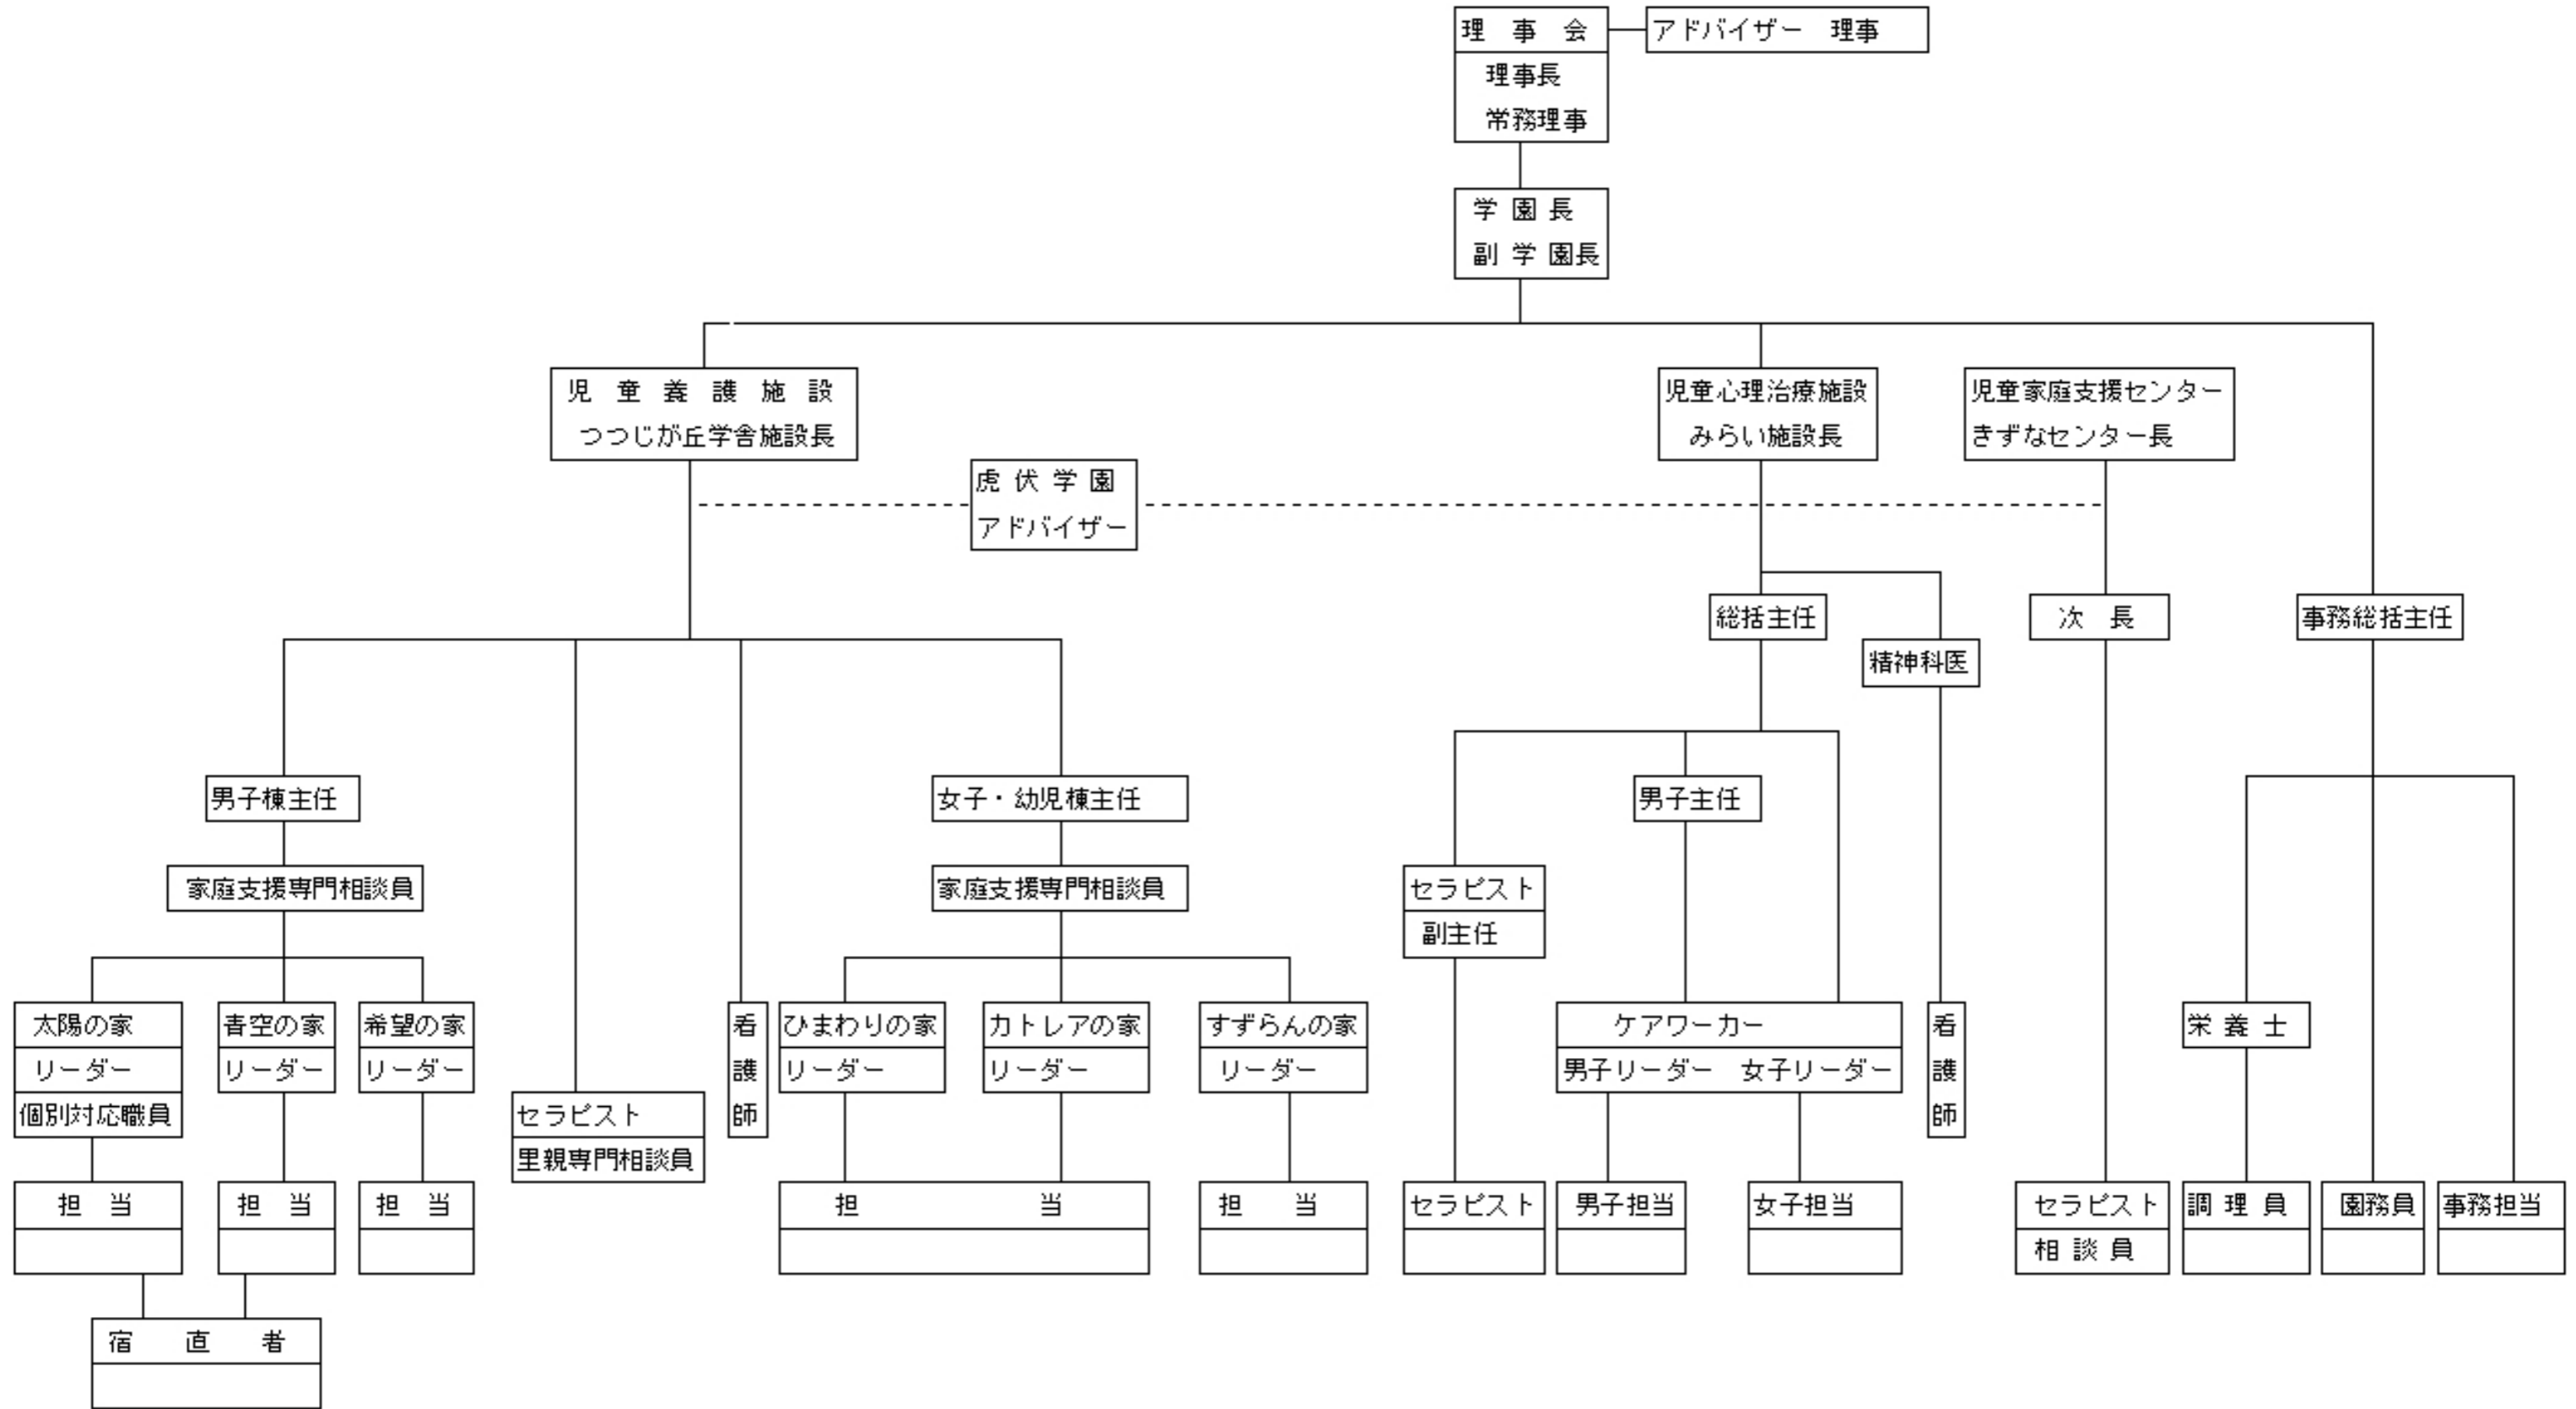 理事会
アドバイザー 理事
理事長
常務理事
学園長
副学園長
児童養護施設
つつじが丘学舎施設長
児童心理治療施設
みらい施設長
児童家庭支援センター
きずなセンター長
虎伏学園
アドバイザー
総括主任
次長
事務総括主任
精神科医
男子棟主任
女子・幼児棟主任
男子主任
家庭支援専門相談員
家庭支援専門相談員
セラピスト
副主任
太陽の家
リーダー
個別対応職員
青空の家
リーダー
希望の家
リーダー
セラピスト
里親専門相談員
看護師
ひまわりの家
リーダー
カトレアの家
リーダー
すずらんの家
リーダー
ケアワーカー
男子リーダー 女子リーダー
看護師
栄養士
担当
担当
担当
担当
担当
セラピスト
男子担当
女子担当
セラピスト
相談員
調理員
園務員
事務担当
宿直者